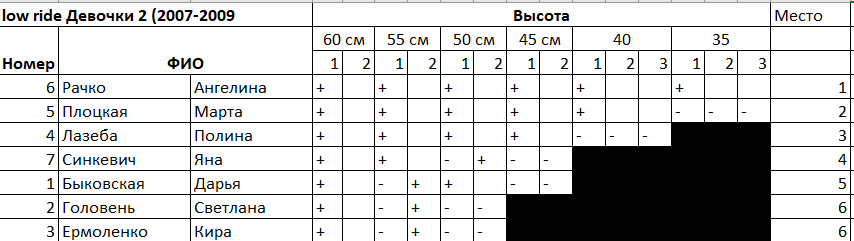 low ride Девочки 2 (2007-2009 Высота Место
60 см 55 см 50 см 45 см 40 35
Номер ФИО 1 2 1 2 1 2 1 2 1 2 3 1 2 3
6 Рачко Ангелина + + + + + + 1
5 Плоцкая Марта + + + + + - - - 2
4 Лазеба Полина + + + + - - - 3
7 Синкевич Яна + + - + - - 4
1 Быковская Дарья + - + + - - 5
2 Головень Светлана + - + - - 6
3 Ермоленко Кира + - + - - 6